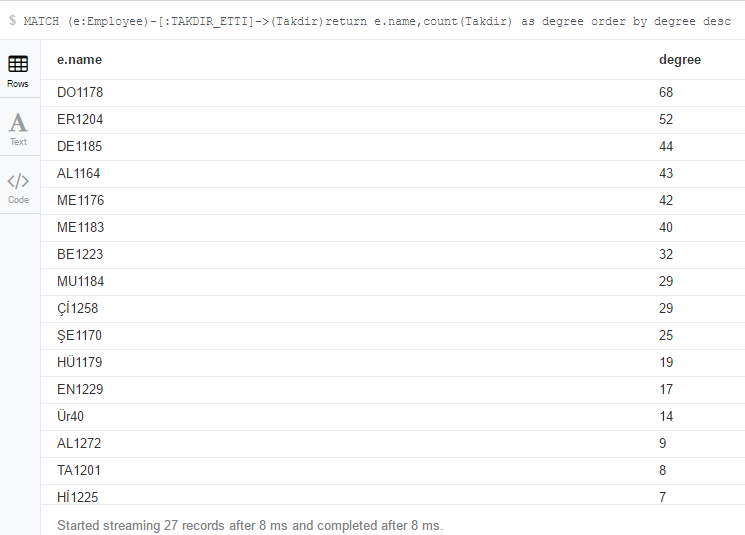 $ MATCH (e:Employee)-[:TAKDIR_ETTI]->(Takdir)return e.name,count(Takdir) as degree order by degree desc
Rows
Text
Code
e.name degree
DO1178 68
ER1204 52
DE1185 44
AL1164 43
ME1176 42
ME1183 40
BE1223 32
MU1184 29
Çİ1258 29
ŞE1170 25
HÜ1179 19
EN1229 17
Ür40 14
AL1272 9
TA1201 8
Hİ1225 7
Started streaming 27 records after 8 ms and completed after 8 ms.